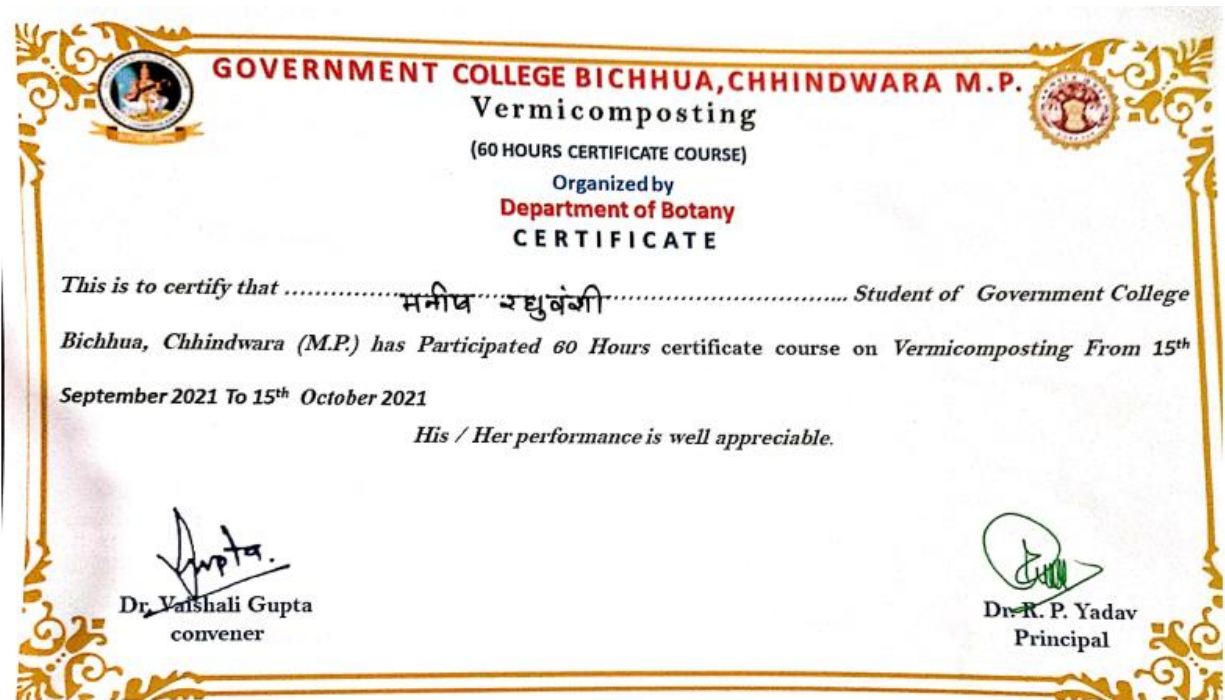 GOVERNMENT COLLEGE BICHHUA,CHHINDWARA M.P.
Vermicomposting
(60 HOURS CERTIFICATE COURSE)
Organized by
Department of Botany
CERTIFICATE
This is to certify that ................मनीष रघुवंशी.................................... Student of Government College
Bichhua, Chhindwara (M.P.) has Participated 60 Hours certificate course on Vermicomposting From 15th
September 2021 To 15th October 2021
His / Her performance is well appreciable.
Gupta.
Dr. Vaishali Gupta
convener
Dr. R. P. Yadav
Principal